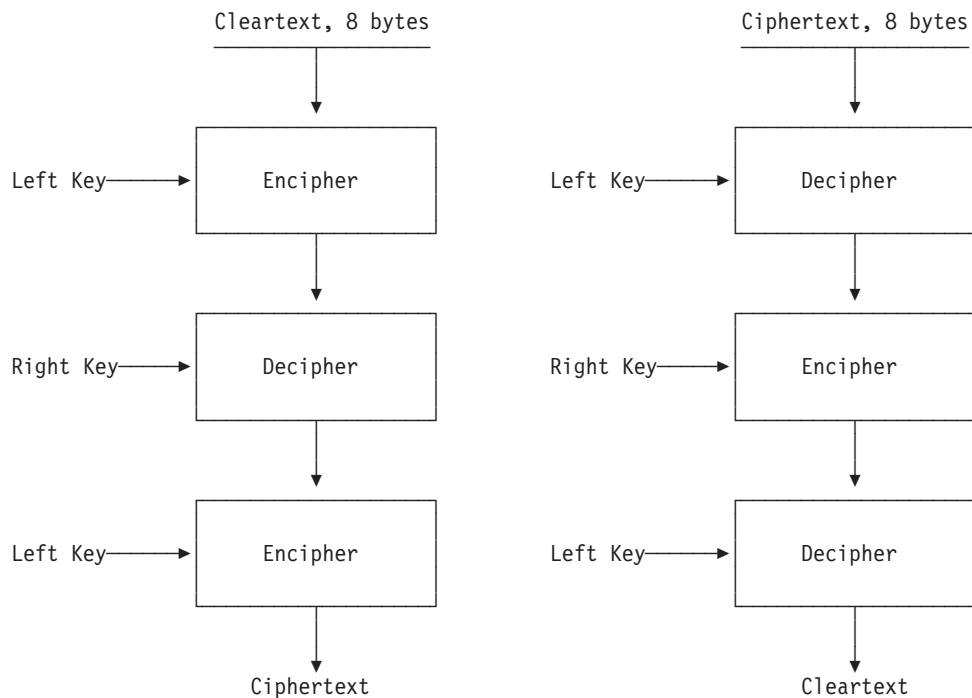 Cleartext, 8 bytes
Left Key
Encipher
Right Key
Decipher
Left Key
Encipher
Ciphertext
Ciphertext, 8 bytes
Left Key
Decipher
Right Key
Encipher
Left Key
Decipher
Cleartext